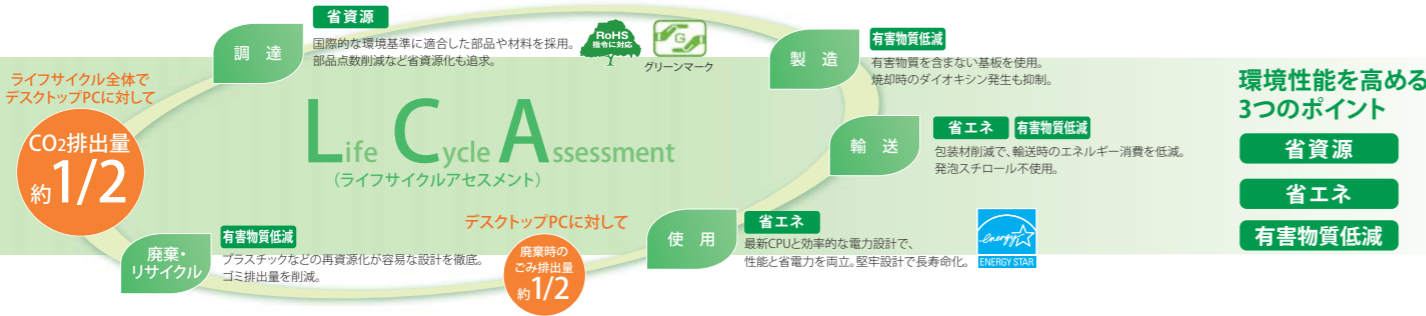 省資源
調 達
国際的な環境基準に適合した部品や材料を採用。
部品点数削減など省資源化も追求。
RoHS
指令に対応
G
グリーンマーク
製 造
有害物質低減
有害物質を含まない基板を使用。
焼却時のダイオキシン発生も抑制。
ライフサイクル全体で
デスクトップPCに対して
CO2排出量
約1/2
Life Cycle Assessment
(ライフサイクルアセスメント)
輸 送
省エネ 有害物質低減
包装材削減で、輸送時のエネルギー消費を低減。
発泡スチロール不使用。
環境性能を高める
3つのポイント
省資源
省エネ
有害物質低減
廃棄・
リサイクル
有害物質低減
プラスチックなどの再資源化が容易な設計を徹底。
ゴミ排出量を削減。
デスクトップPCに対して
廃棄時の
ごみ排出量
約1/2
使 用
省エネ
最新CPUと効率的な電力設計で、
性能と省電力を両立。堅牢設計で長寿命化。
energy
ENERGY STAR